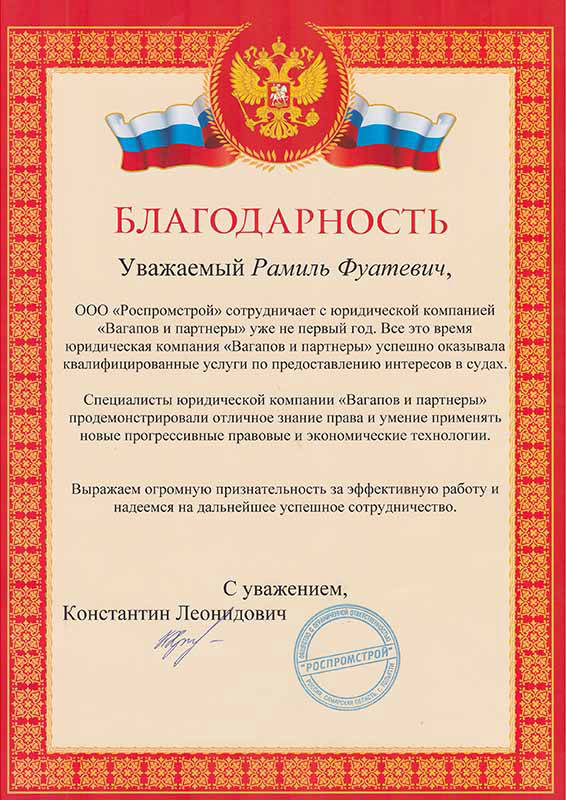 БЛАГОДАРНОСТЬ
Уважаемый Рамиль Фуатевич,
ООО «Роспромстрой» сотрудничает с юридической компанией
«Вагапов и партнеры» уже не первый год. Все это время
юридическая компания «Вагапов и партнеры» успешно оказывала
квалифицированные услуги по предоставлению интересов в судах.
Специалисты юридической компании «Вагапов и партнеры»
продемонстрировали отличное знание права и умение применять
новые прогрессивные правовые и экономические технологии.
Выражаем огромную признательность за эффективную работу и
надеемся на дальнейшее успешное сотрудничество.
С уважением,
Константин Леонидович
ОБЩЕСТВО С ОГРАНИЧЕННОЙ ОТВЕТСТВЕННОСТЬЮ
"РОСПРОМСТРОЙ"
РОССИЯ, САМАРСКАЯ ОБЛАСТЬ, Г. ТОЛЬЯТТИ